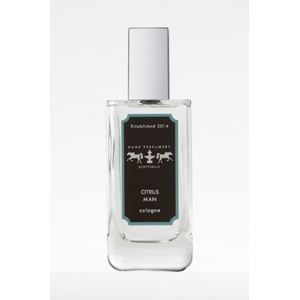 Established 2014
DAME PERFUMERY
SCOTTSDALE
CITRUS
MAN
cologne